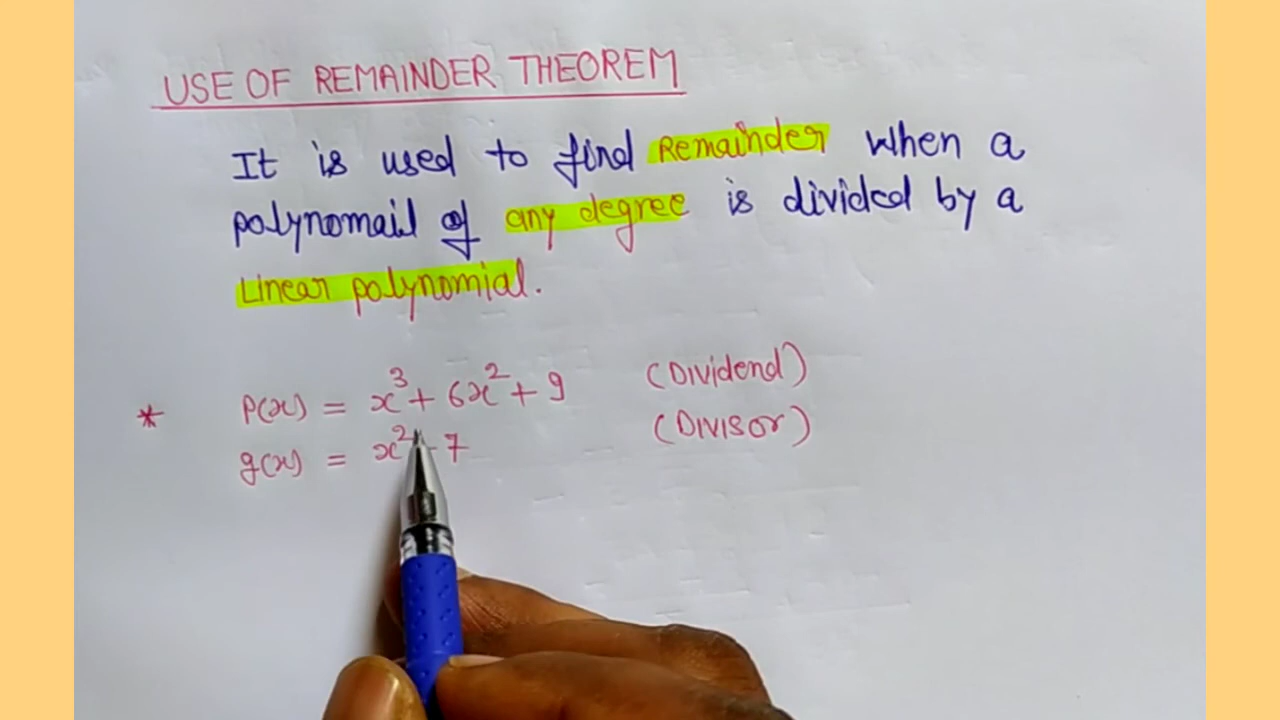 USE OF REMAINDER THEOREM
It is used to find Remainder when a
polynomail of any degree is divided by a
Linear polynomial.
* P(x) = x³ + 6x² + 9 (Dividend)
g(x) = x² - 7 (Divisor)